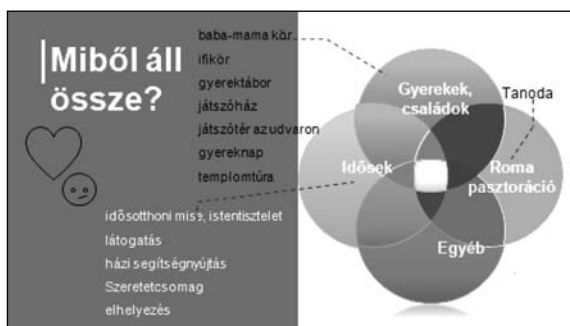 Miből áll
össze?
baba-mama kör
ifikör
gyerektábor
játszóház
játszótér az udvaron
gyereknap
templomtúra
idősotthoni mise, istentisztelet
látogatás
házi segítségnyújtás
Szeretetcsomag
elhelyezés
Gyerekek,
családok
Tanoda
Idősek
Roma
pasztoráció
Egyéb